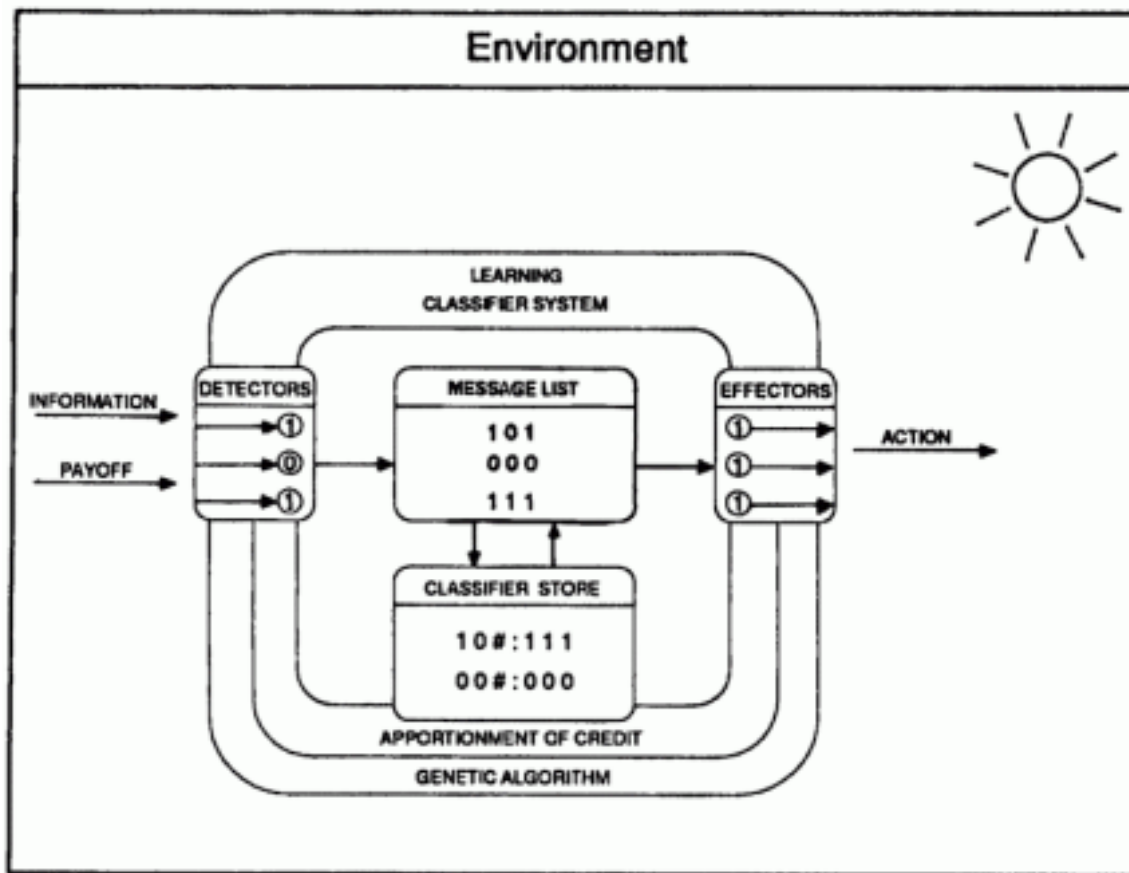 Environment
LEARNING
CLASSIFIER SYSTEM
DETECTORS
MESSAGE LIST
EFFECTORS
INFORMATION
1
101
1
ACTION
PAYOFF
0
000
1
1
111
1
CLASSIFIER STORE
10#:111
00#:000
APPORTIONMENT OF CREDIT
GENETIC ALGORITHM